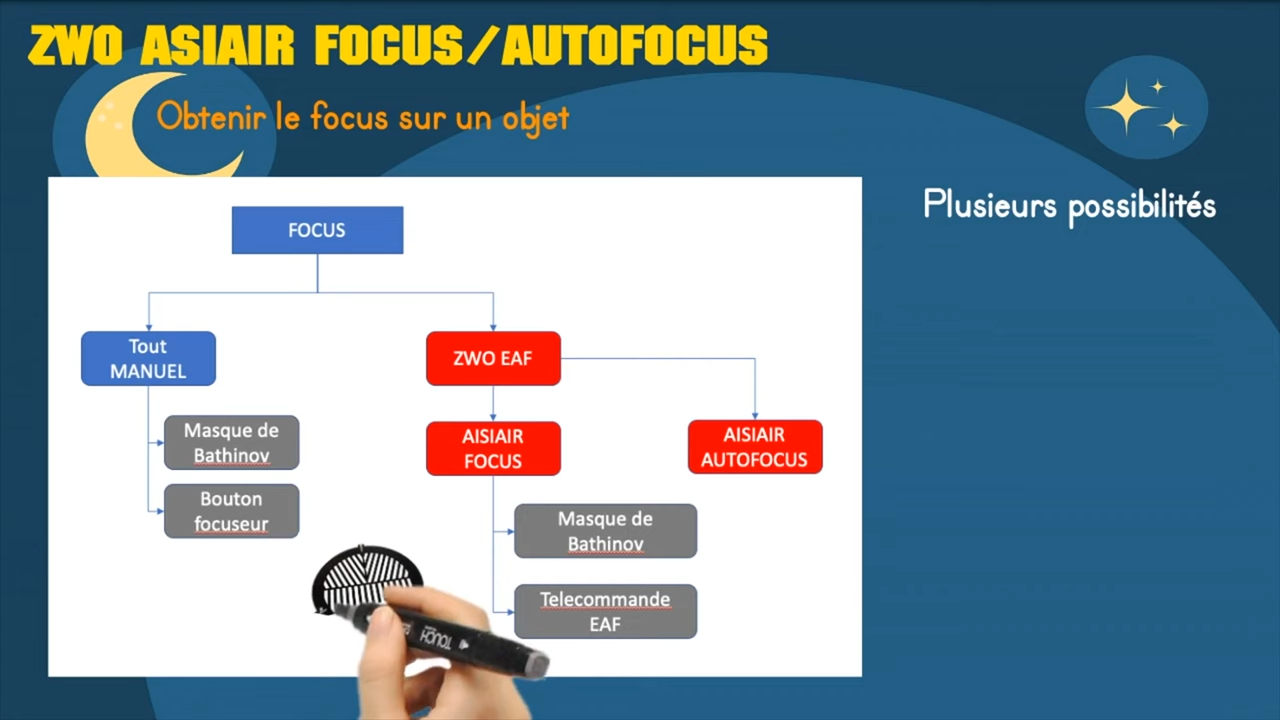 ZWO ASIAIR FOCUS/AUTOFOCUS
Obtenir le focus sur un objet
Plusieurs possibilités
FOCUS
Tout
MANUEL
ZWO EAF
Masque de
Bathinov
AISIAIR
FOCUS
AISIAIR
AUTOFOCUS
Bouton
focuseur
Masque de
Bathinov
Telecommande
EAF
TOUCH